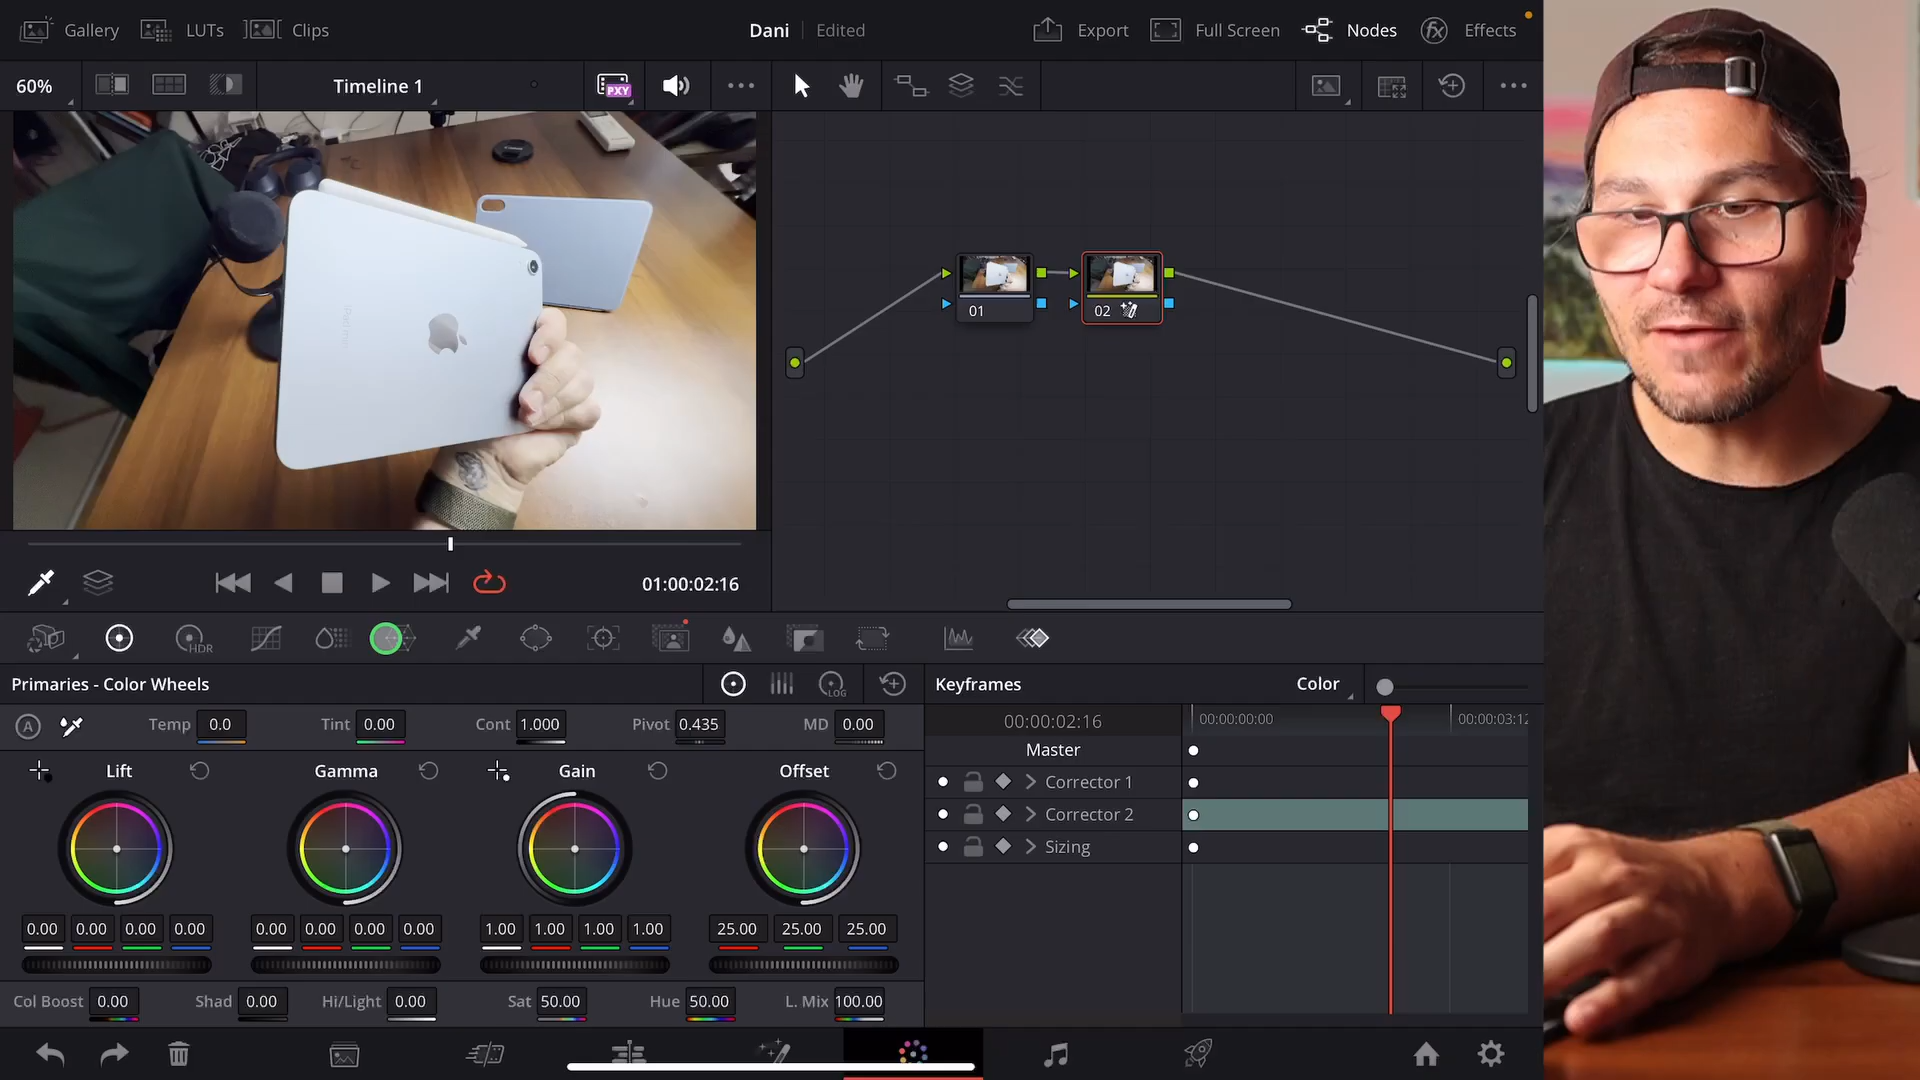 Gallery LUTs Clips Dani Edited Export Full Screen Nodes Effects
60% Timeline 1 PXY
01 02
01:00:02:16
HDR
Primaries - Color Wheels LOG Keyframes Color
A Temp 0.0 Tint 0.00 Cont 1.000 Pivot 0.435 MD 0.00 00:00:02:16 00:00:00:00 00:00:03:12
Master
Lift Gamma Gain Offset
Corrector 1
Corrector 2
Sizing
0.00 0.00 0.00 0.00 0.00 0.00 0.00 0.00 1.00 1.00 1.00 1.00 25.00 25.00 25.00
Col Boost 0.00 Shad 0.00 Hi/Light 0.00 Sat 50.00 Hue 50.00 L. Mix 100.00